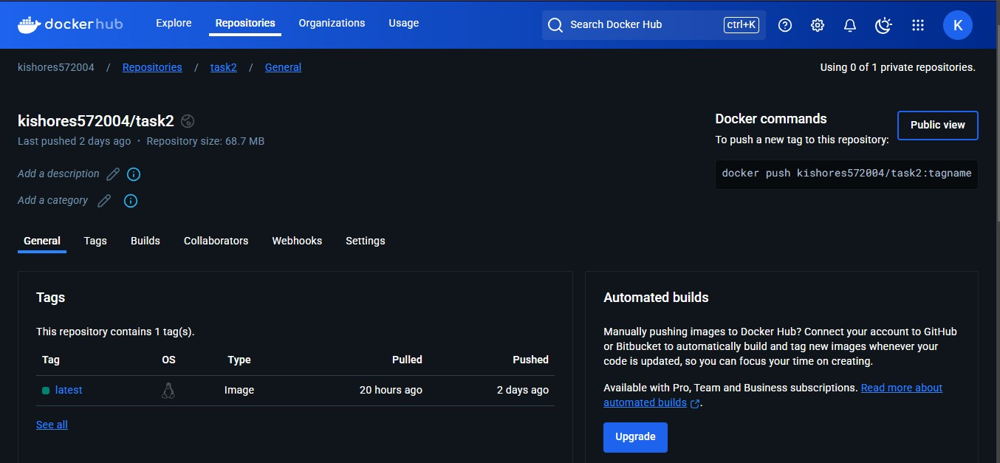 dockerhub Explore Repositories Organizations Usage Search Docker Hub ctrl+K K
kishores572004 / Repositories / task2 / General Using 0 of 1 private repositories.
kishores572004/task2
Last pushed 2 days ago • Repository size: 68.7 MB
Add a description
Add a category
Docker commands
Public view
To push a new tag to this repository:
docker push kishores572004/task2:tagname
General Tags Builds Collaborators Webhooks Settings
Tags
This repository contains 1 tag(s).
Tag OS Type Pulled Pushed
latest Image 20 hours ago 2 days ago
See all
Automated builds
Manually pushing images to Docker Hub? Connect your account to GitHub
or Bitbucket to automatically build and tag new images whenever your
code is updated, so you can focus your time on creating.
Available with Pro, Team and Business subscriptions. Read more about
automated builds .
Upgrade